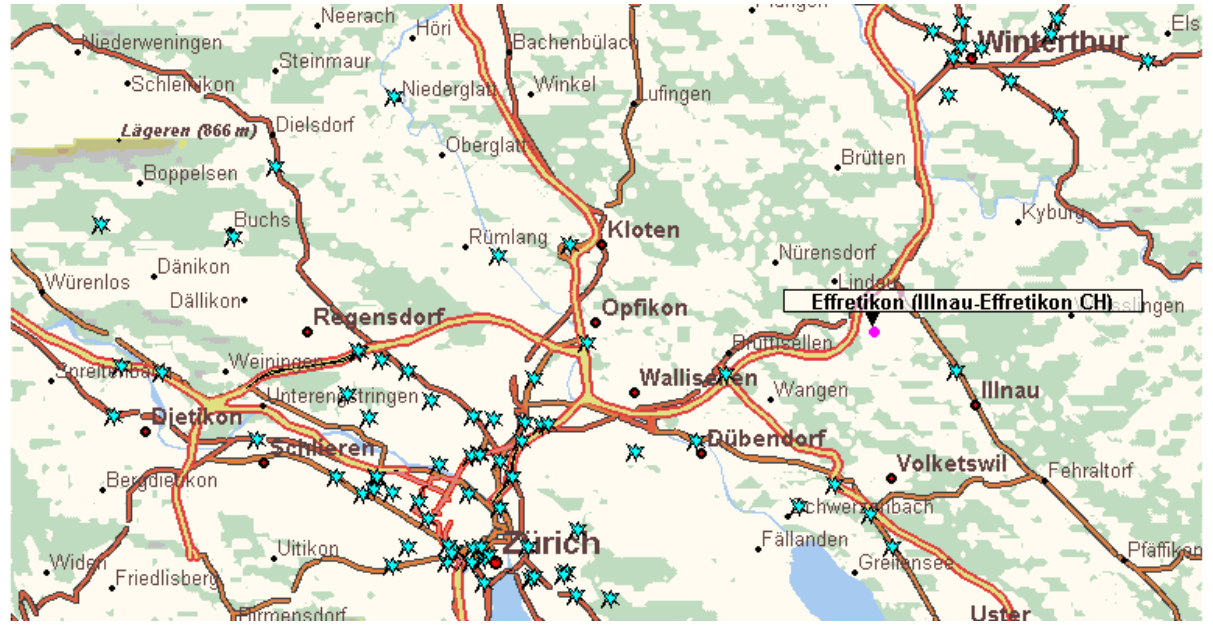 Neerach
Höri
Els
Niederweningen
Bachenbülach
Winterthur
Steinmaur
Schleinikon
Niederglatt
Winkel
Lufingen
Lägeren (866 m)
Dielsdorf
Oberglatt
Brütten
Boppelsen
Buchs
Kyburg
Rümlang
Kloten
Nürensdorf
Dänikon
Würenlos
Lindau
Dällikon
Effretikon (Illnau-Effretikon CH)
Regensdorf
Opfikon
Brüttisellen
Weiningen
Wallisellen
Wangen
Illnau
Unterengstringen
Dietikon
Dübendorf
Schlieren
Volketswil
Fehraltorf
Bergdietikon
Schwerzenbach
Zürich
Fällanden
Uitikon
Pfäffikon
Widen
Friedlisberg
Greifensee
Birmensdorf
Uster